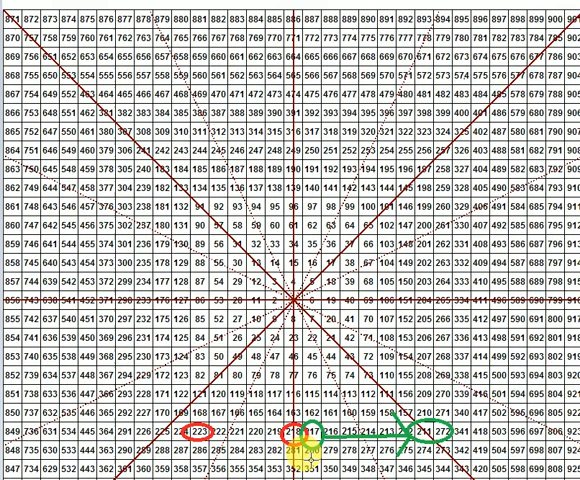 871 872 873 874 875 876 877 878 879 880 881 882 883 884 885 886 887 888 889 890 891 892 893 894 895 896 897 898 899 900
870 757 758 759 760 761 762 763 764 765 766 767 768 769 770 771 772 773 774 775 776 777 778 779 780 781 782 783 784 785
869 756 651 652 653 654 655 656 657 658 659 660 661 662 663 664 665 666 667 668 669 670 671 672 673 674 675 676 677 786
868 755 650 553 554 555 556 557 558 559 560 561 562 563 564 565 566 567 568 569 570 571 572 573 574 575 576 577 678 787
867 754 649 552 463 464 465 466 467 468 469 470 471 472 473 474 475 476 477 478 479 480 481 482 483 484 485 578 679 788
866 753 648 551 462 381 382 383 384 385 386 387 388 389 390 391 392 393 394 395 396 397 398 399 400 401 486 579 680 789
865 752 647 550 461 380 307 308 309 310 311 312 313 314 315 316 317 318 319 320 321 322 323 324 325 402 487 580 681 790
864 751 646 549 460 379 306 241 242 243 244 245 246 247 248 249 250 251 252 253 254 255 256 257 326 403 488 581 682 791
863 750 645 548 459 378 305 240 183 184 185 186 187 188 189 190 191 192 193 194 195 196 197 258 327 404 489 582 683 792
862 749 644 547 458 377 304 239 182 133 134 135 136 137 138 139 140 141 142 143 144 145 198 259 328 405 490 583 684 793
861 748 643 546 457 376 303 238 181 132 91 92 93 94 95 96 97 98 99 100 101 146 199 260 329 406 491 584 685 794
860 747 642 545 456 375 302 237 180 131 90 57 58 59 60 61 62 63 64 65 102 147 200 261 330 407 492 585 686 795
859 746 641 544 455 374 301 236 179 130 89 56 31 32 33 34 35 36 37 66 103 148 201 262 331 408 493 586 687 796
858 745 640 543 454 373 300 235 178 129 88 55 30 13 14 15 16 17 38 67 104 149 202 263 332 409 494 587 688 797
857 744 639 542 453 372 299 234 177 128 87 54 29 12 3 4 5 18 39 68 105 150 203 264 333 410 495 588 689 798
856 743 638 541 452 371 298 233 176 127 86 53 28 11 2 6 19 40 69 106 151 204 265 334 411 496 589 690 799
855 742 637 540 451 370 297 232 175 126 85 52 27 10 9 8 7 20 41 70 107 152 205 266 335 412 497 590 691 800
854 741 636 539 450 369 296 231 174 125 84 51 26 25 24 23 22 21 42 71 108 153 206 267 336 413 498 591 692 801
853 740 635 538 449 368 295 230 173 124 83 50 49 48 47 46 45 44 43 72 109 154 207 268 337 414 499 592 693 802
852 739 634 537 448 367 294 229 172 123 82 81 80 79 78 77 76 75 74 73 110 155 208 269 338 415 500 593 694 803
851 738 633 536 447 366 293 228 171 122 121 120 119 118 117 116 115 114 113 112 111 156 209 270 339 416 501 594 695 804
850 737 632 535 446 365 292 227 170 169 168 167 166 165 164 163 162 161 160 159 158 157 210 271 340 417 502 595 696 805
849 736 631 534 445 364 291 226 225 224 223 222 221 220 219 218 217 216 215 214 213 212 211 272 341 418 503 596 697 806
848 735 630 533 444 363 290 289 288 287 286 285 284 283 282 281 280 279 278 277 276 275 274 273 342 419 504 597 698 807
847 734 629 532 443 362 361 360 359 358 357 356 355 354 353 352 351 350 349 348 347 346 345 344 343 420 505 598 699 808